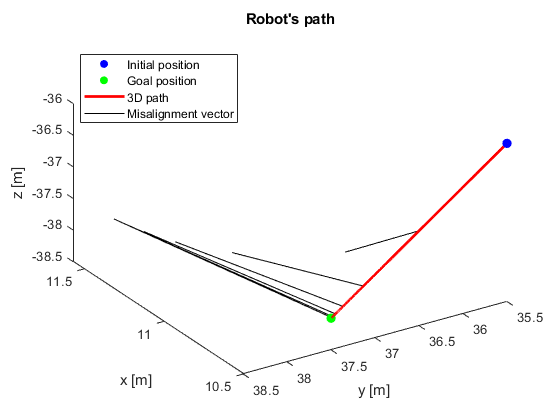 Robot's path
Initial position
Goal position
3D path
Misalignment vector
z [m]
-36
-36.5
-37
-37.5
-38
-38.5
11.5
11
10.5
x [m]
38.5
38
37.5
37
36.5
36
35.5
y [m]